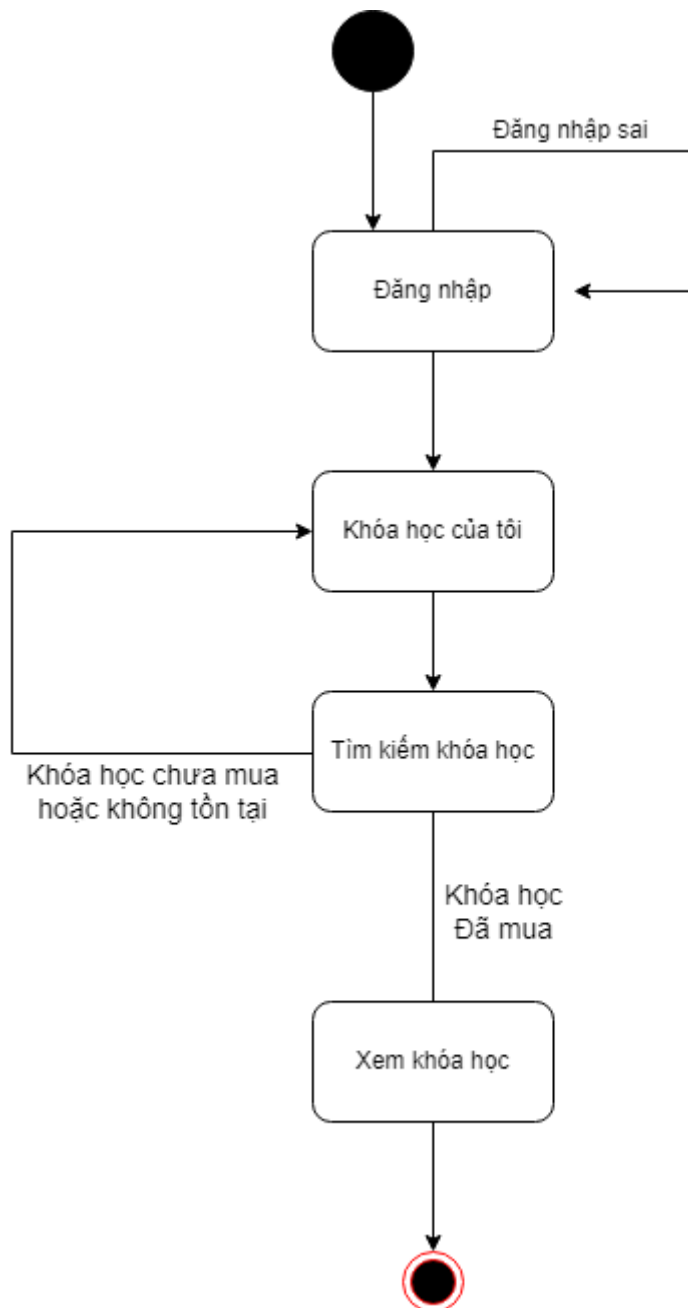 Đăng nhập sai
Đăng nhập
Khóa học của tôi
Tìm kiếm khóa học
Khóa học chưa mua
hoặc không tồn tại
Khóa học
Đã mua
Xem khóa học